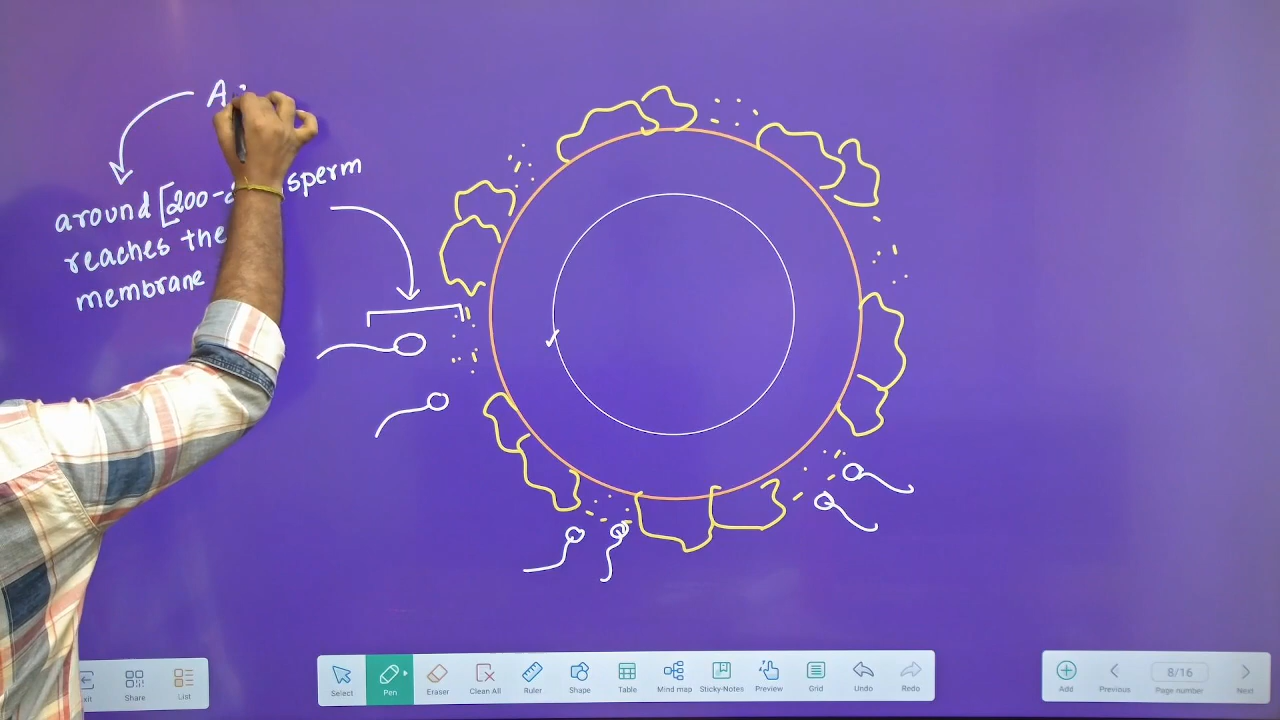 A
around [200- sperm
reaches the
membrane
Select
Pen
Eraser
Clean All
Ruler
Shape
Table
Mind map
Sticky-Notes
Preview
Grid
Undo
Redo
Share
List
Add
Previous
8/16
Page number
Next